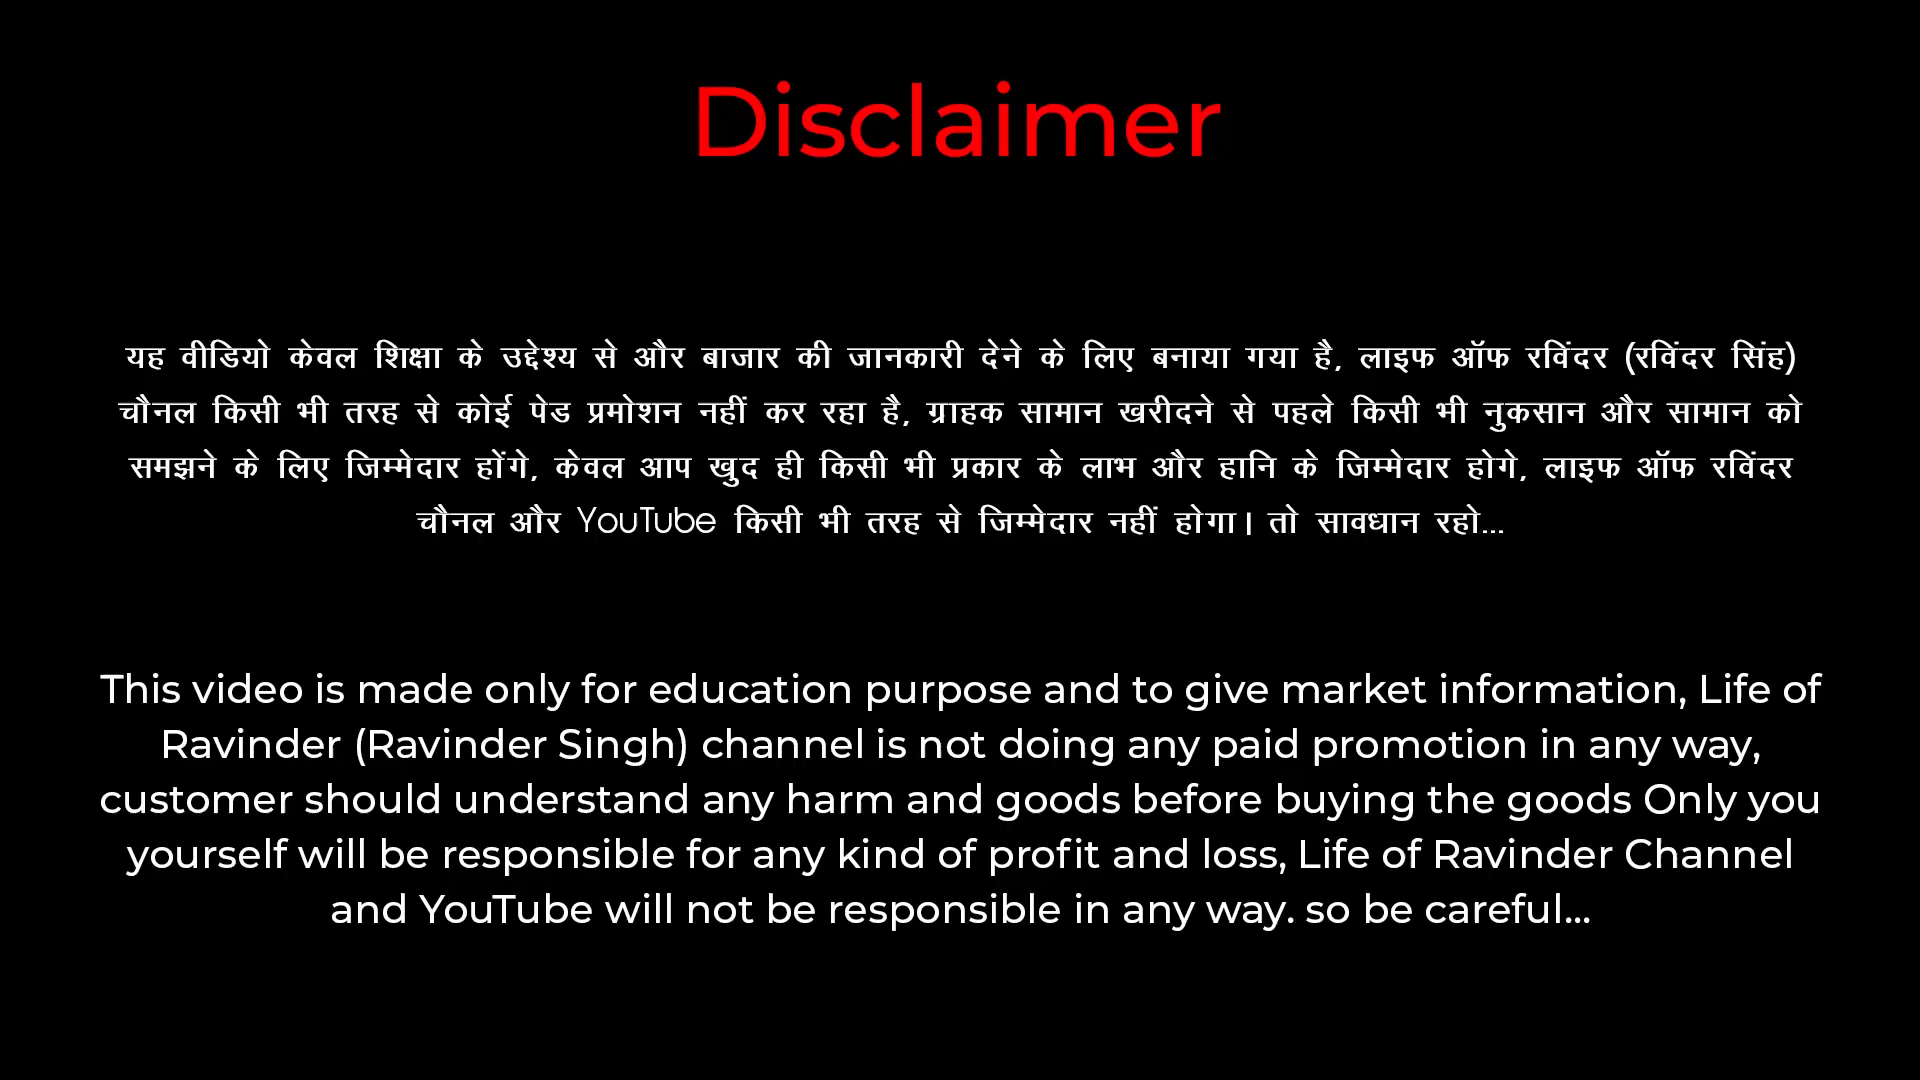 Disclaimer
यह वीडियो केवल शिक्षा के उद्देश्य से और बाजार की जानकारी देने के लिए बनाया गया है, लाइफ ऑफ रविंदर (रविंदर सिंह)
चौनल किसी भी तरह से कोई पेड प्रमोशन नहीं कर रहा है, ग्राहक सामान खरीदने से पहले किसी भी नुकसान और सामान को
समझने के लिए जिम्मेदार होंगे, केवल आप खुद ही किसी भी प्रकार के लाभ और हानि के जिम्मेदार होगे, लाइफ ऑफ रविंदर
चौनल और YouTube किसी भी तरह से जिम्मेदार नहीं होगा। तो सावधान रहो...
This video is made only for education purpose and to give market information, Life of
Ravinder (Ravinder Singh) channel is not doing any paid promotion in any way,
customer should understand any harm and goods before buying the goods Only you
yourself will be responsible for any kind of profit and loss, Life of Ravinder Channel
and YouTube will not be responsible in any way. so be careful...